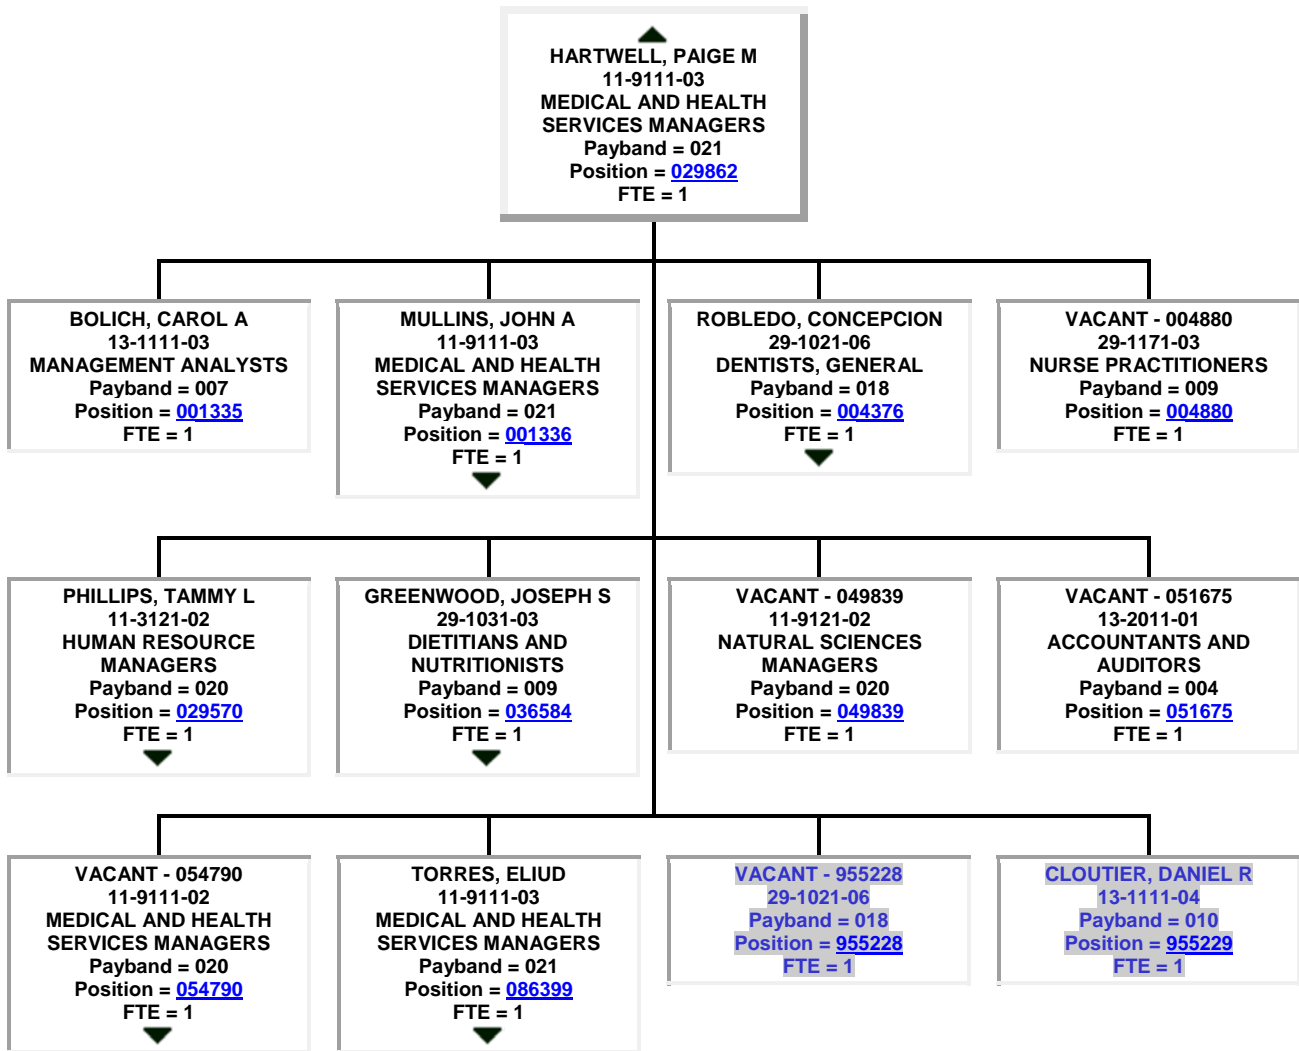 HARTWELL, PAIGE M
11-9111-03
MEDICAL AND HEALTH
SERVICES MANAGERS
Payband = 021
Position = 029862
FTE = 1
BOLICH, CAROL A
13-1111-03
MANAGEMENT ANALYSTS
Payband = 007
Position = 001335
FTE = 1
MULLINS, JOHN A
11-9111-03
MEDICAL AND HEALTH
SERVICES MANAGERS
Payband = 021
Position = 001336
FTE = 1
ROBLEDO, CONCEPCION
29-1021-06
DENTISTS, GENERAL
Payband = 018
Position = 004376
FTE = 1
VACANT - 004880
29-1171-03
NURSE PRACTITIONERS
Payband = 009
Position = 004880
FTE = 1
PHILLIPS, TAMMY L
11-3121-02
HUMAN RESOURCE
MANAGERS
Payband = 020
Position = 029570
FTE = 1
GREENWOOD, JOSEPH S
29-1031-03
DIETITIANS AND
NUTRITIONISTS
Payband = 009
Position = 036584
FTE = 1
VACANT - 049839
11-9121-02
NATURAL SCIENCES
MANAGERS
Payband = 020
Position = 049839
FTE = 1
VACANT - 051675
13-2011-01
ACCOUNTANTS AND
AUDITORS
Payband = 004
Position = 051675
FTE = 1
VACANT - 054790
11-9111-02
MEDICAL AND HEALTH
SERVICES MANAGERS
Payband = 020
Position = 054790
FTE = 1
TORRES, ELIUD
11-9111-03
MEDICAL AND HEALTH
SERVICES MANAGERS
Payband = 021
Position = 086399
FTE = 1
VACANT - 955228
29-1021-06
Payband = 018
Position = 955228
FTE = 1
CLOUTIER, DANIEL R
13-1111-04
Payband = 010
Position = 955229
FTE = 1